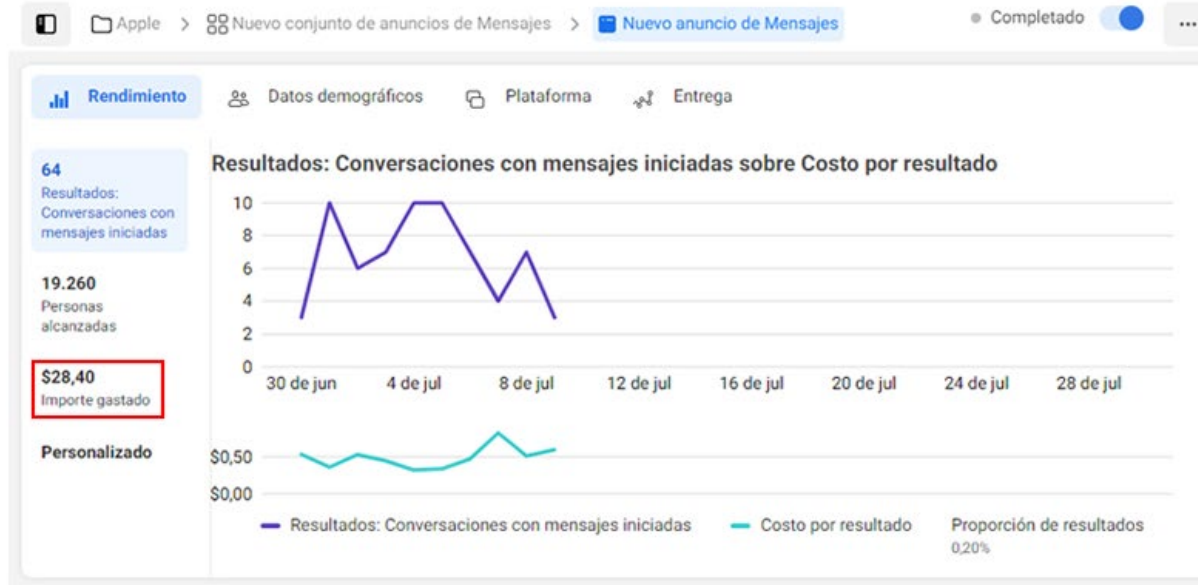 Apple > Nuevo conjunto de anuncios de Mensajes > Nuevo anuncio de Mensajes Completado ...
Rendimiento Datos demográficos Plataforma Entrega
64
Resultados:
Conversaciones con
mensajes iniciadas
19.260
Personas
alcanzadas
$28,40
Importe gastado
Personalizado
Resultados: Conversaciones con mensajes iniciadas sobre Costo por resultado
10
8
6
4
2
0
30 de jun 4 de jul 8 de jul 12 de jul 16 de jul 20 de jul 24 de jul 28 de jul
$0,50
$0,00
Resultados: Conversaciones con mensajes iniciadas Costo por resultado Proporción de resultados
0,20%